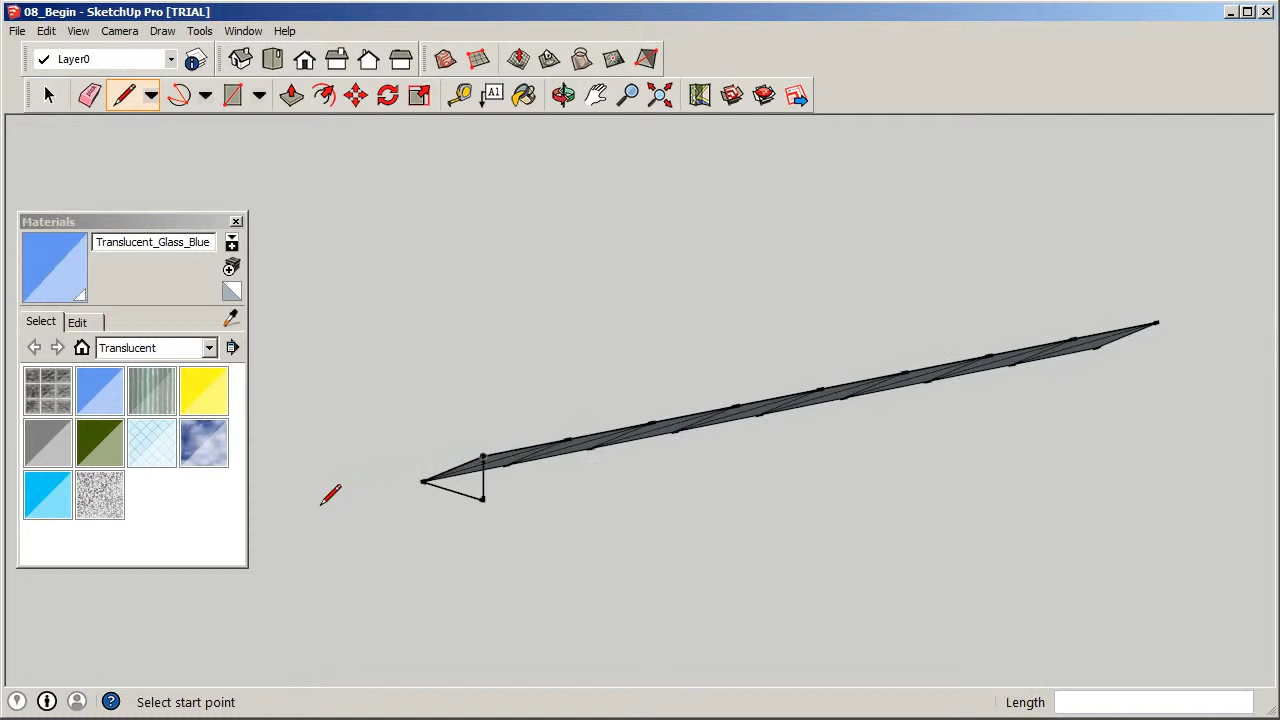 08_Begin - SketchUp Pro [TRIAL]
File Edit View Camera Draw Tools Window Help
Layer0
A1
Materials
Translucent_Glass_Blue
Select Edit
Translucent
Select start point
Length